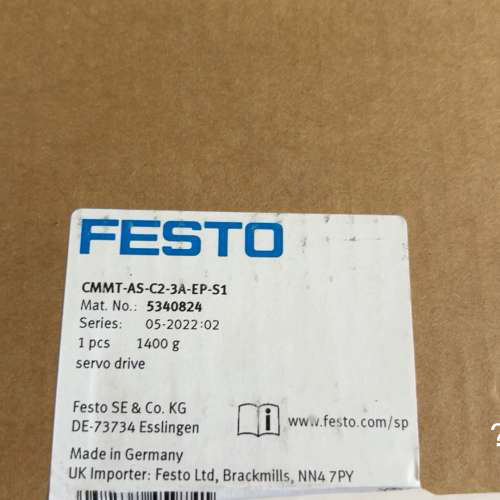 FESTO
CMMT-AS-C2-3A-EP-S1
Mat. No.: 5340824
Series: 05-2022:02
1 pcs 1400 g
servo drive
Festo SE & Co. KG
DE-73734 Esslingen
www.festo.com/sp
Made in Germany
UK Importer: Festo Ltd, Brackmills, NN4 7PY
?